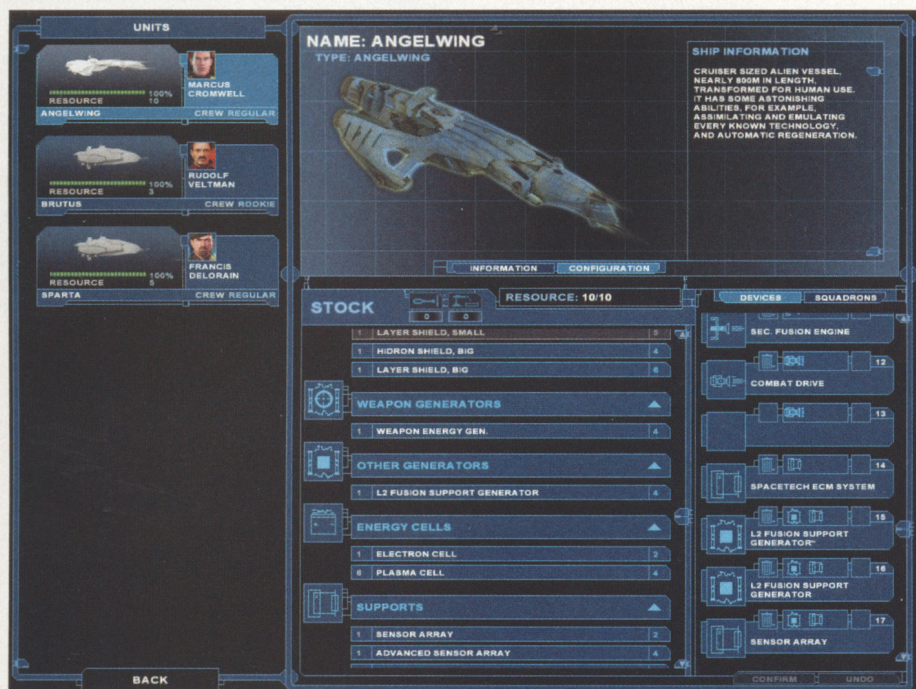 UNITS
100%
RESOURCE 10
MARCUS
CROMWELL
ANGELWING
CREW REGULAR
100%
RESOURCE 3
RUDOLF
VELTMAN
BRUTUS
CREW ROOKIE
100%
RESOURCE 5
FRANCIS
DELORAIN
SPARTA
CREW REGULAR
BACK
NAME: ANGELWING
TYPE: ANGELWING
SHIP INFORMATION
CRUISER SIZED ALIEN VESSEL,
NEARLY 800M IN LENGTH,
TRANSFORMED FOR HUMAN USE.
IT HAS SOME ASTONISHING
ABILITIES, FOR EXAMPLE,
ASSIMILATING AND EMULATING
EVERY KNOWN TECHNOLOGY,
AND AUTOMATIC REGENERATION.
INFORMATION
CONFIGURATION
STOCK
0 0
RESOURCE: 10/10
1 LAYER SHIELD, SMALL 5
1 HIDRON SHIELD, BIG 4
1 LAYER SHIELD, BIG 6
WEAPON GENERATORS
1 WEAPON ENERGY GEN. 4
OTHER GENERATORS
1 L2 FUSION SUPPORT GENERATOR 4
ENERGY CELLS
1 ELECTRON CELL 2
6 PLASMA CELL 4
SUPPORTS
1 SENSOR ARRAY 2
1 ADVANCED SENSOR ARRAY 4
DEVICES
SQUADRONS
SEC. FUSION ENGINE
12
COMBAT DRIVE
13
14
SPACETECH ECM SYSTEM
15
L2 FUSION SUPPORT
GENERATOR
16
L2 FUSION SUPPORT
GENERATOR
17
SENSOR ARRAY
CONFIRM
UNDO